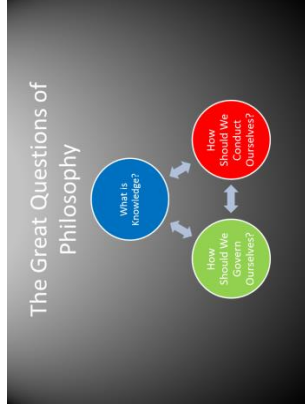 The Great Questions of
Philosophy
What is
Knowledge?
How
Should We
Govern
Ourselves?
How
Should We
Conduct
Ourselves?